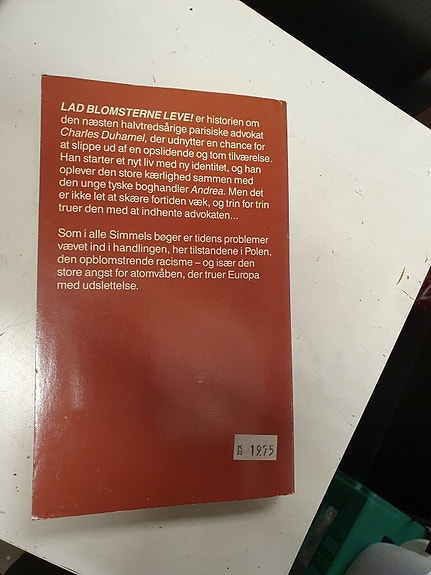 LAD BLOMSTERNE LEVE! er historien om
den næsten halvtredsårige parisiske advokat
Charles Duhamel, der udnytter en chance for
at slippe ud af en opslidende og tom tilværelse.
Han starter et nyt liv med ny identitet, og han
oplever den store kærlighed sammen med
den unge tyske boghandler Andrea. Men det
er ikke let at skære fortiden væk, og trin for trin
truer den med at indhente advokaten...
Som i alle Simmels bøger er tidens problemer
vævet ind i handlingen, her tilstandene i Polen,
den opblomstrende racisme – og især den
store angst for atomvåben, der truer Europa
med udslettelse.
19.95